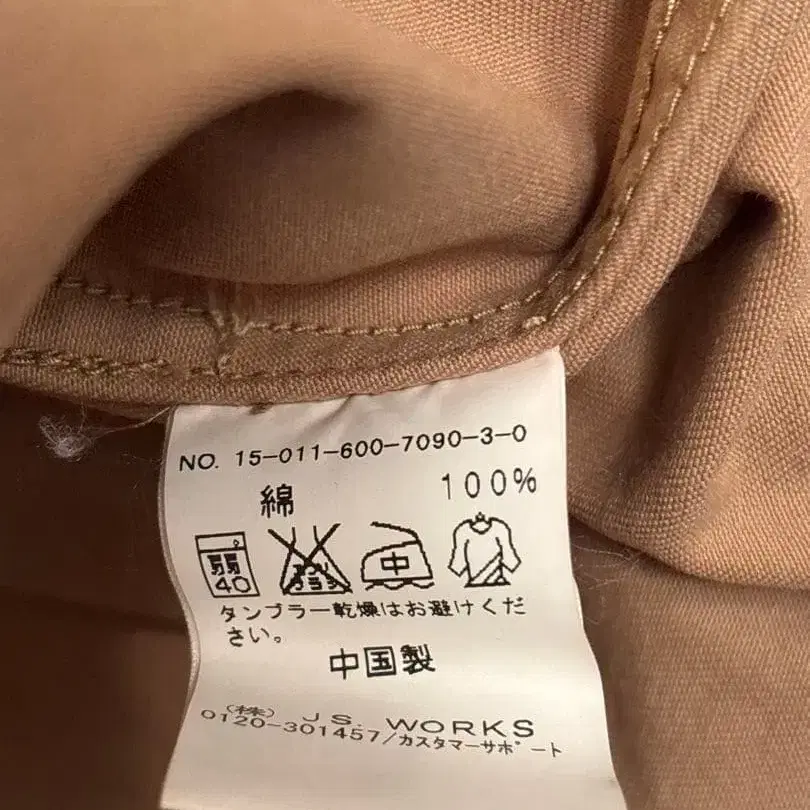 NO. 15-011-600-7090-3-0
綿 100%
弱 40 中
タンブラー乾燥はお避けくだ
さい。
中国製
(株) J.S. WORKS
0120-301457/カスタマーサポート